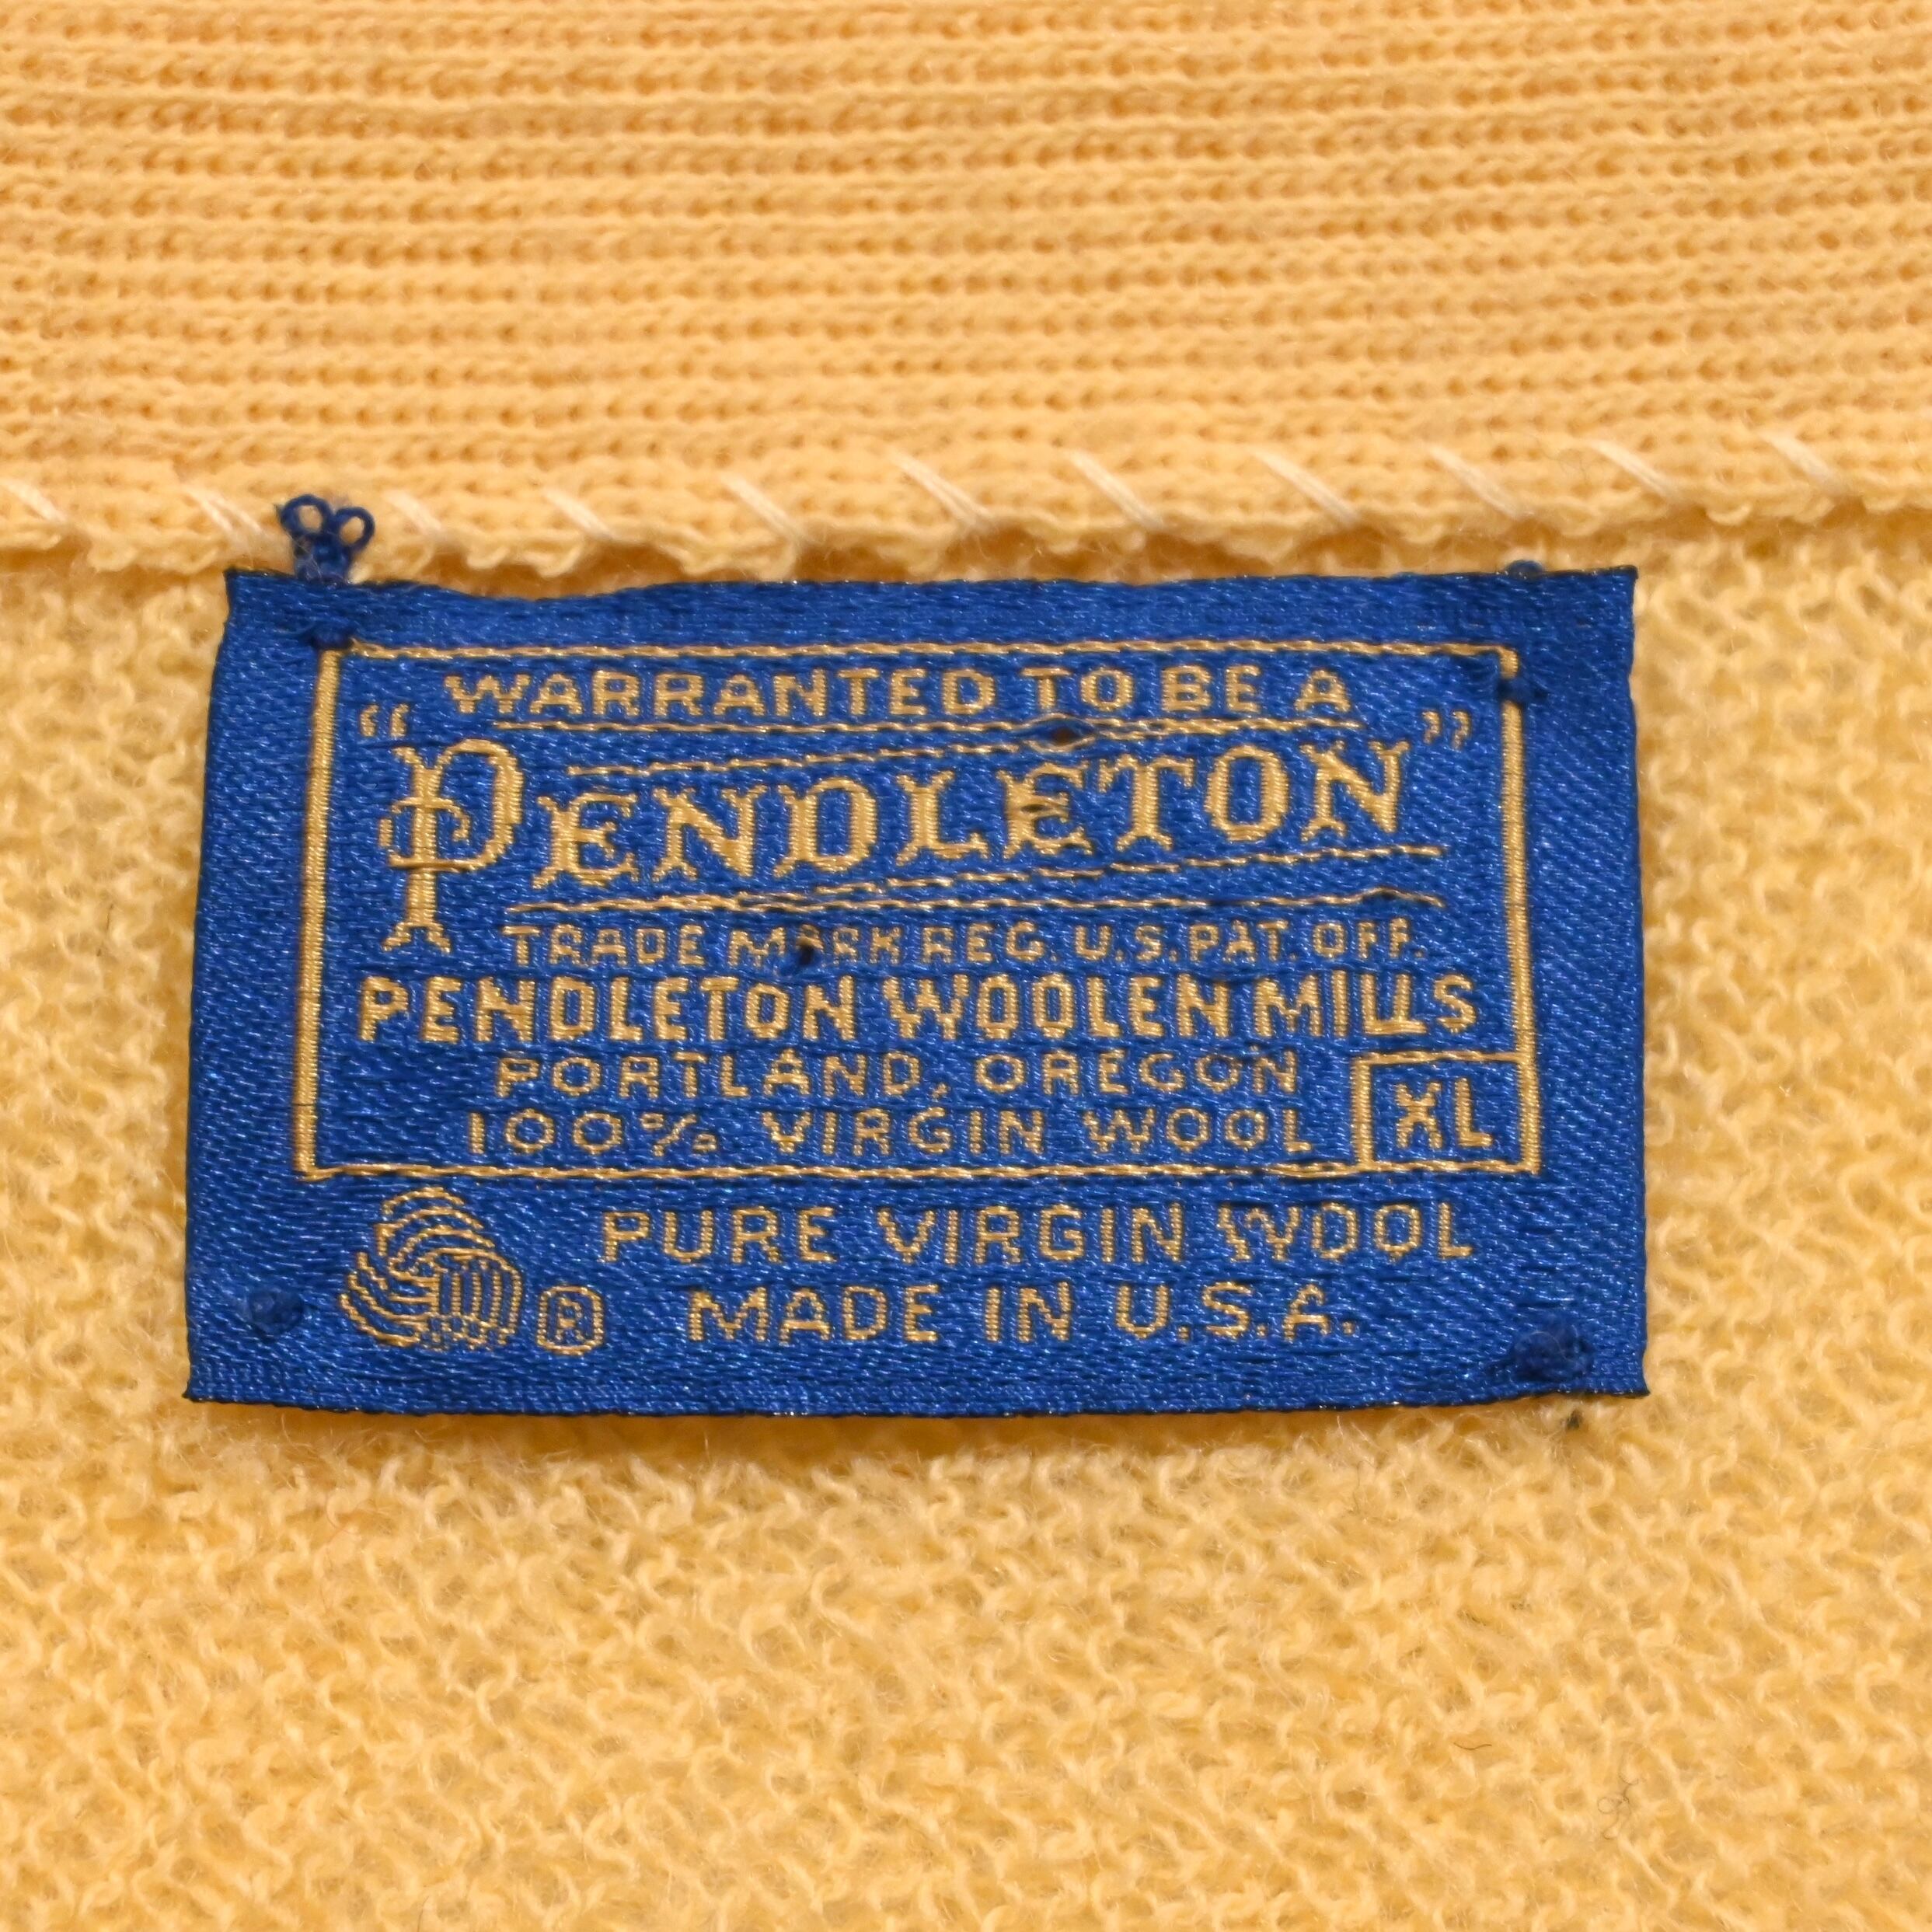 WARRANTED TO BE A
"PENDLETON"
TRADE MARK REG. U.S. PAT. OFF.
PENDLETON WOOLEN MILLS
PORTLAND, OREGON
100% VIRGIN WOOL
XL
PURE VIRGIN WOOL
® MADE IN U.S.A.